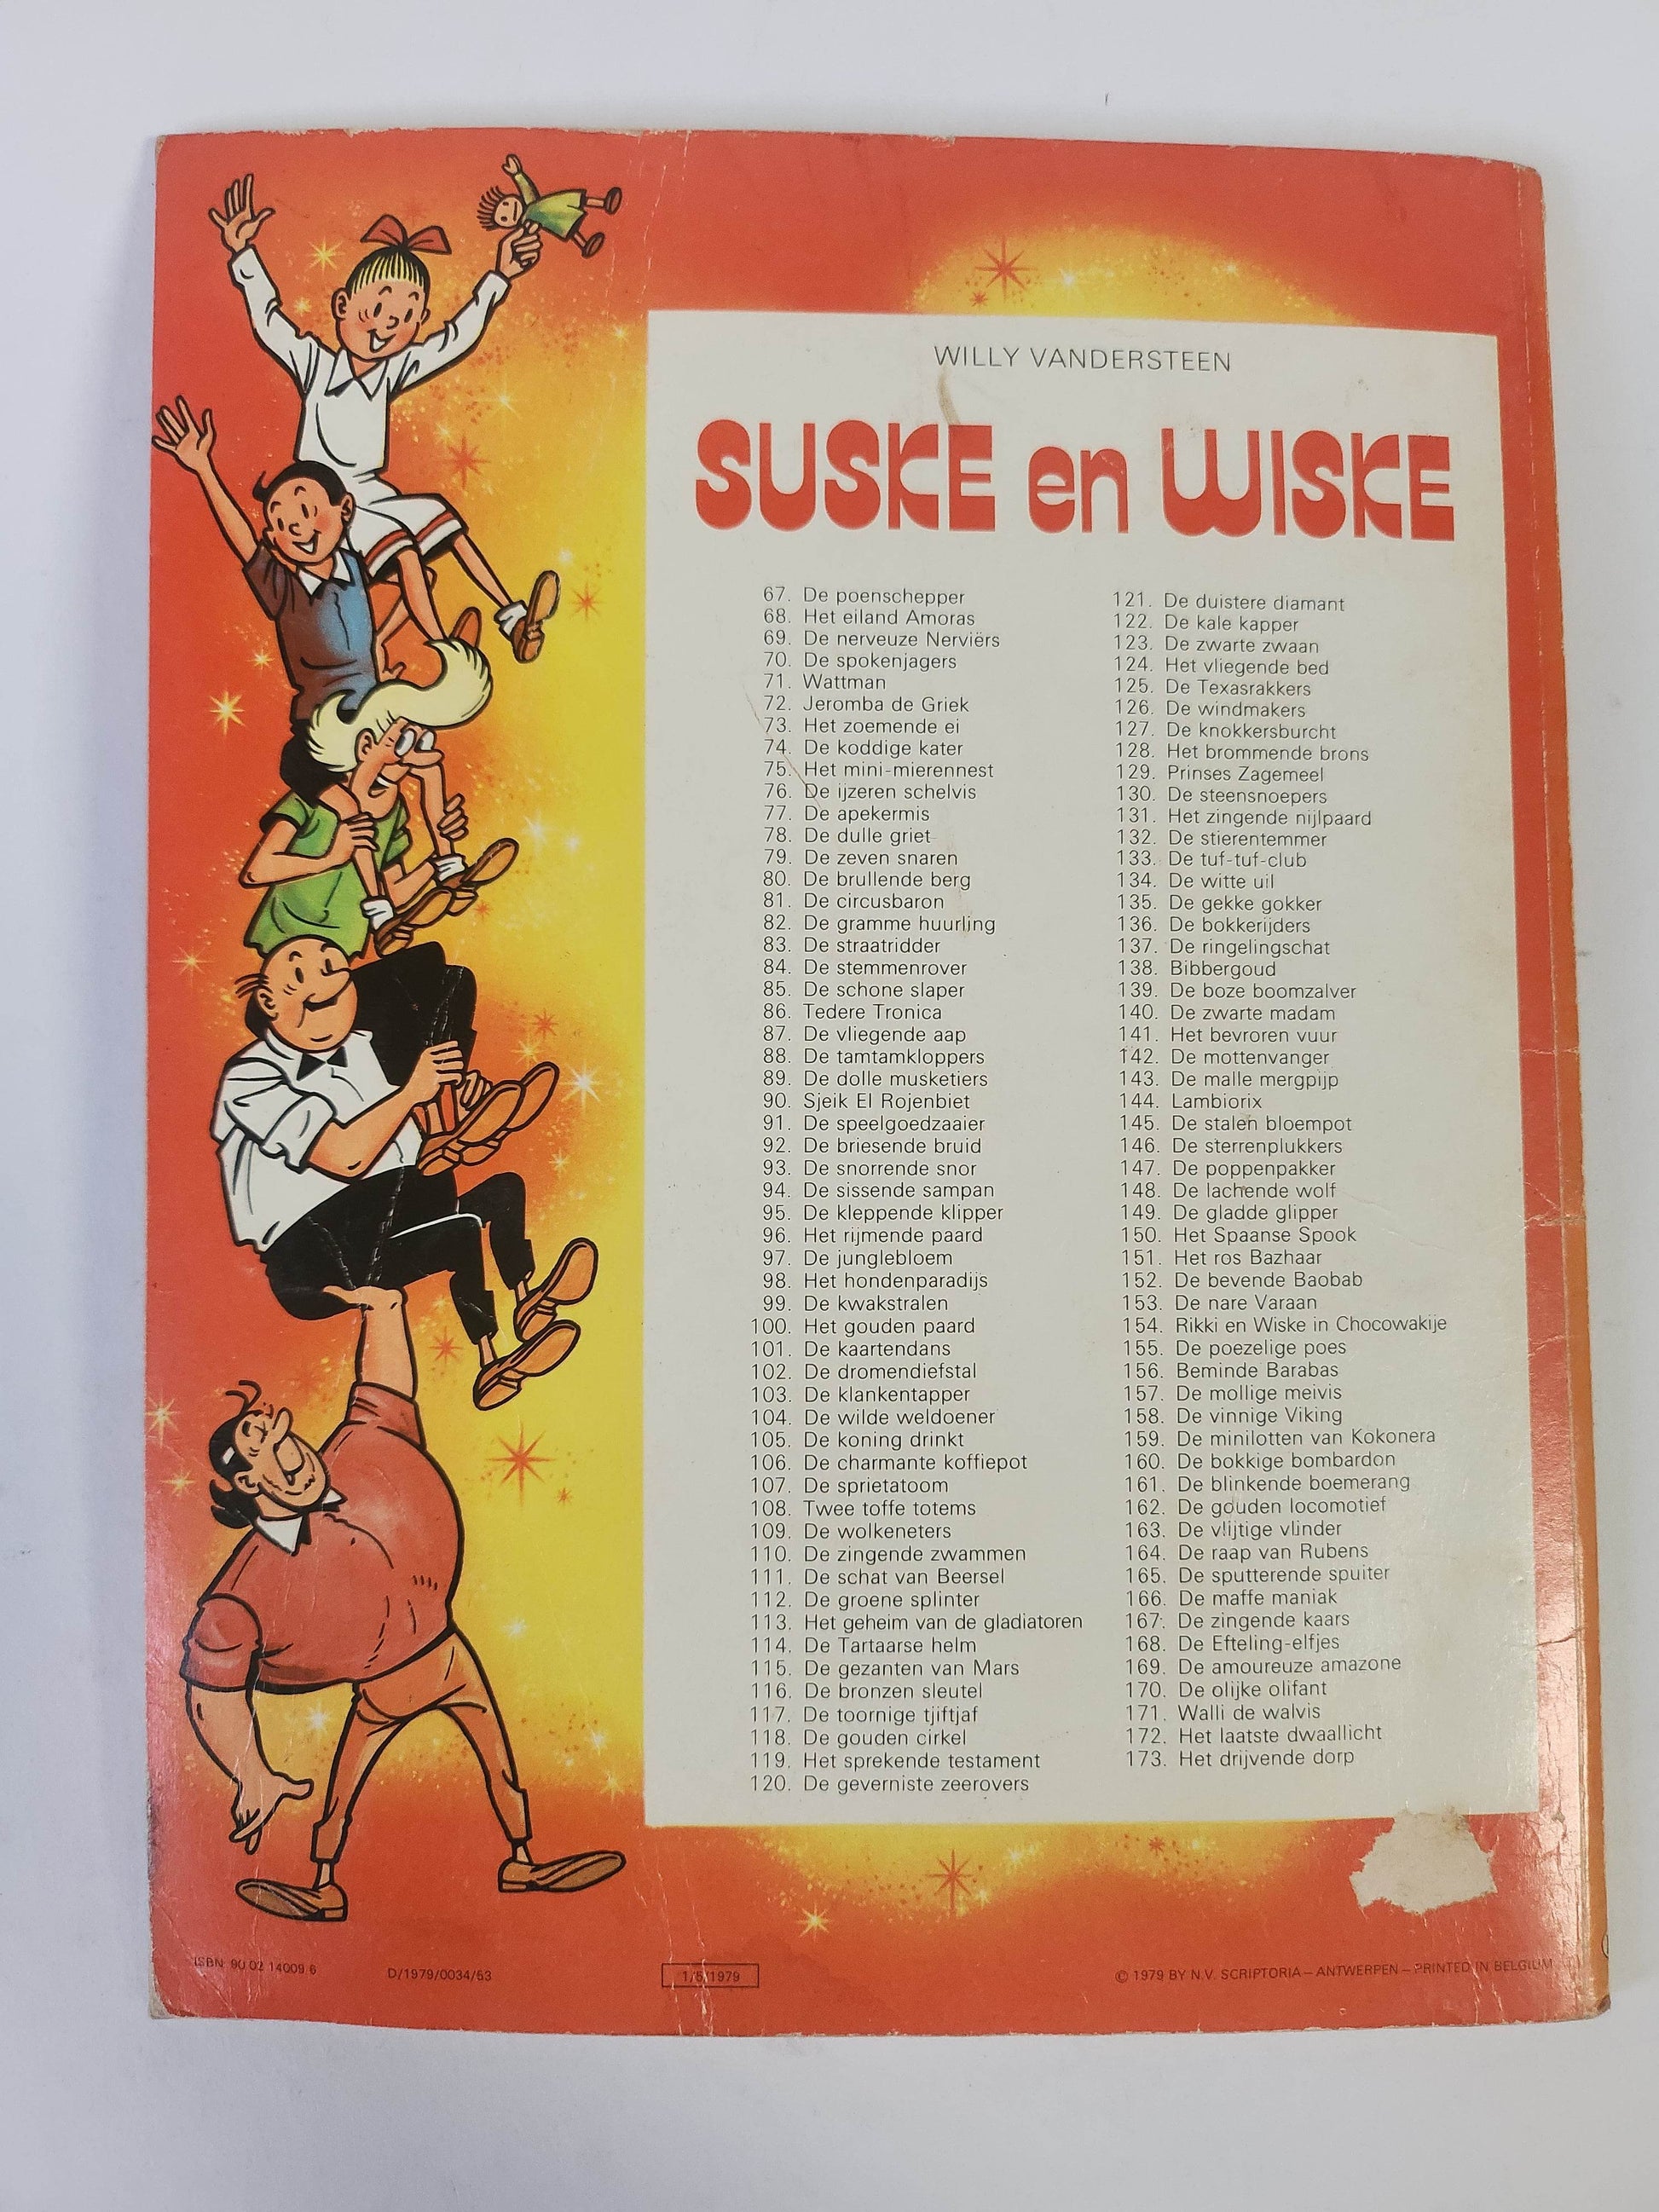 WILLY VANDERSTEEN
SUSKE en WISKE
67. De poenschepper
68. Het eiland Amoras
69. De nerveuze Nerviërs
70. De spokenjagers
71. Wattman
72. Jeromba de Griek
73. Het zoemende ei
74. De koddige kater
75. Het mini-mierennest
76. De ijzeren schelvis
77. De apekermis
78. De dulle griet
79. De zeven snaren
80. De brullende berg
81. De circusbaron
82. De gramme huurling
83. De straatridder
84. De stemmenrover
85. De schone slaper
86. Tedere Tronica
87. De vliegende aap
88. De tamtamkloppers
89. De dolle musketiers
90. Sjeik El Rojenbiet
91. De speelgoedzaaier
92. De briesende bruid
93. De snorrende snor
94. De sissende sampan
95. De kleppende klipper
96. Het rijmende paard
97. De junglebloem
98. Het hondenparadijs
99. De kwakstralen
100. Het gouden paard
101. De kaartendans
102. De dromendiefstal
103. De klankentapper
104. De wilde weldoener
105. De koning drinkt
106. De charmante koffiepot
107. De sprietatoom
108. Twee toffe totems
109. De wolkeneters
110. De zingende zwammen
111. De schat van Beersel
112. De groene splinter
113. Het geheim van de gladiatoren
114. De Tartaarse helm
115. De gezanten van Mars
116. De bronzen sleutel
117. De toornige tjiftjaf
118. De gouden cirkel
119. Het sprekende testament
120. De geverniste zeerovers
121. De duistere diamant
122. De kale kapper
123. De zwarte zwaan
124. Het vliegende bed
125. De Texasrakkers
126. De windmakers
127. De knokkersburcht
128. Het brommende brons
129. Prinses Zagemeel
130. De steensnoepers
131. Het zingende nijlpaard
132. De stierentemmer
133. De tuf-tuf-club
134. De witte uil
135. De gekke gokker
136. De bokkerijders
137. De ringelingschat
138. Bibbergoud
139. De boze boomzalver
140. De zwarte madam
141. Het bevroren vuur
142. De mottenvanger
143. De malle mergpijp
144. Lambiorix
145. De stalen bloempot
146. De sterrenplukkers
147. De poppenpakker
148. De lachende wolf
149. De gladde glipper
150. Het Spaanse Spook
151. Het ros Bazhaar
152. De bevende Baobab
153. De nare Varaan
154. Rikki en Wiske in Chocowakije
155. De poezelige poes
156. Beminde Barabas
157. De mollige meivis
158. De vinnige Viking
159. De minilotten van Kokonera
160. De bokkige bombardon
161. De blinkende boemerang
162. De gouden locomotief
163. De vlijtige vlinder
164. De raap van Rubens
165. De sputterende spuiter
166. De maffe maniak
167. De zingende kaars
168. De Efteling-elfjes
169. De amoureuze amazone
170. De olijke olifant
171. Walli de walvis
172. Het laatste dwaallicht
173. Het drijvende dorp
ISBN 90 02 14009 6
D/1979/0034/53
1/5/1979
© 1979 BY N.V. SCRIPTORIA – ANTWERPEN – PRINTED IN BELGIUM